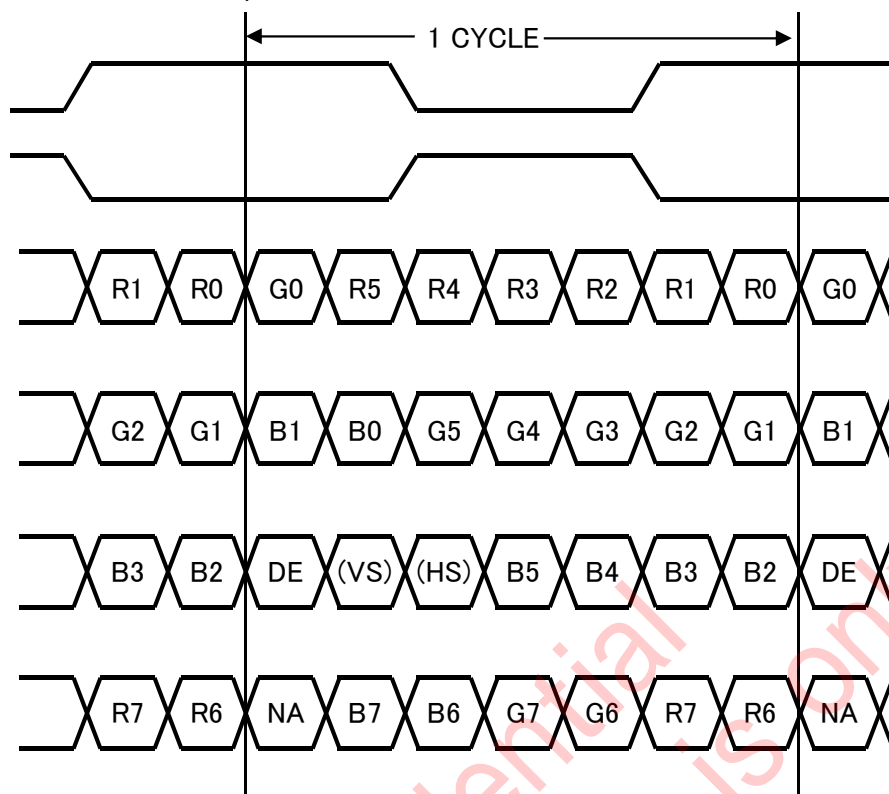 1 CYCLE
R1 R0 G0 R5 R4 R3 R2 R1 R0 G0
G2 G1 B1 B0 G5 G4 G3 G2 G1 B1
B3 B2 DE (VS) (HS) B5 B4 B3 B2 DE
R7 R6 NA B7 B6 G7 G6 R7 R6 NA
is